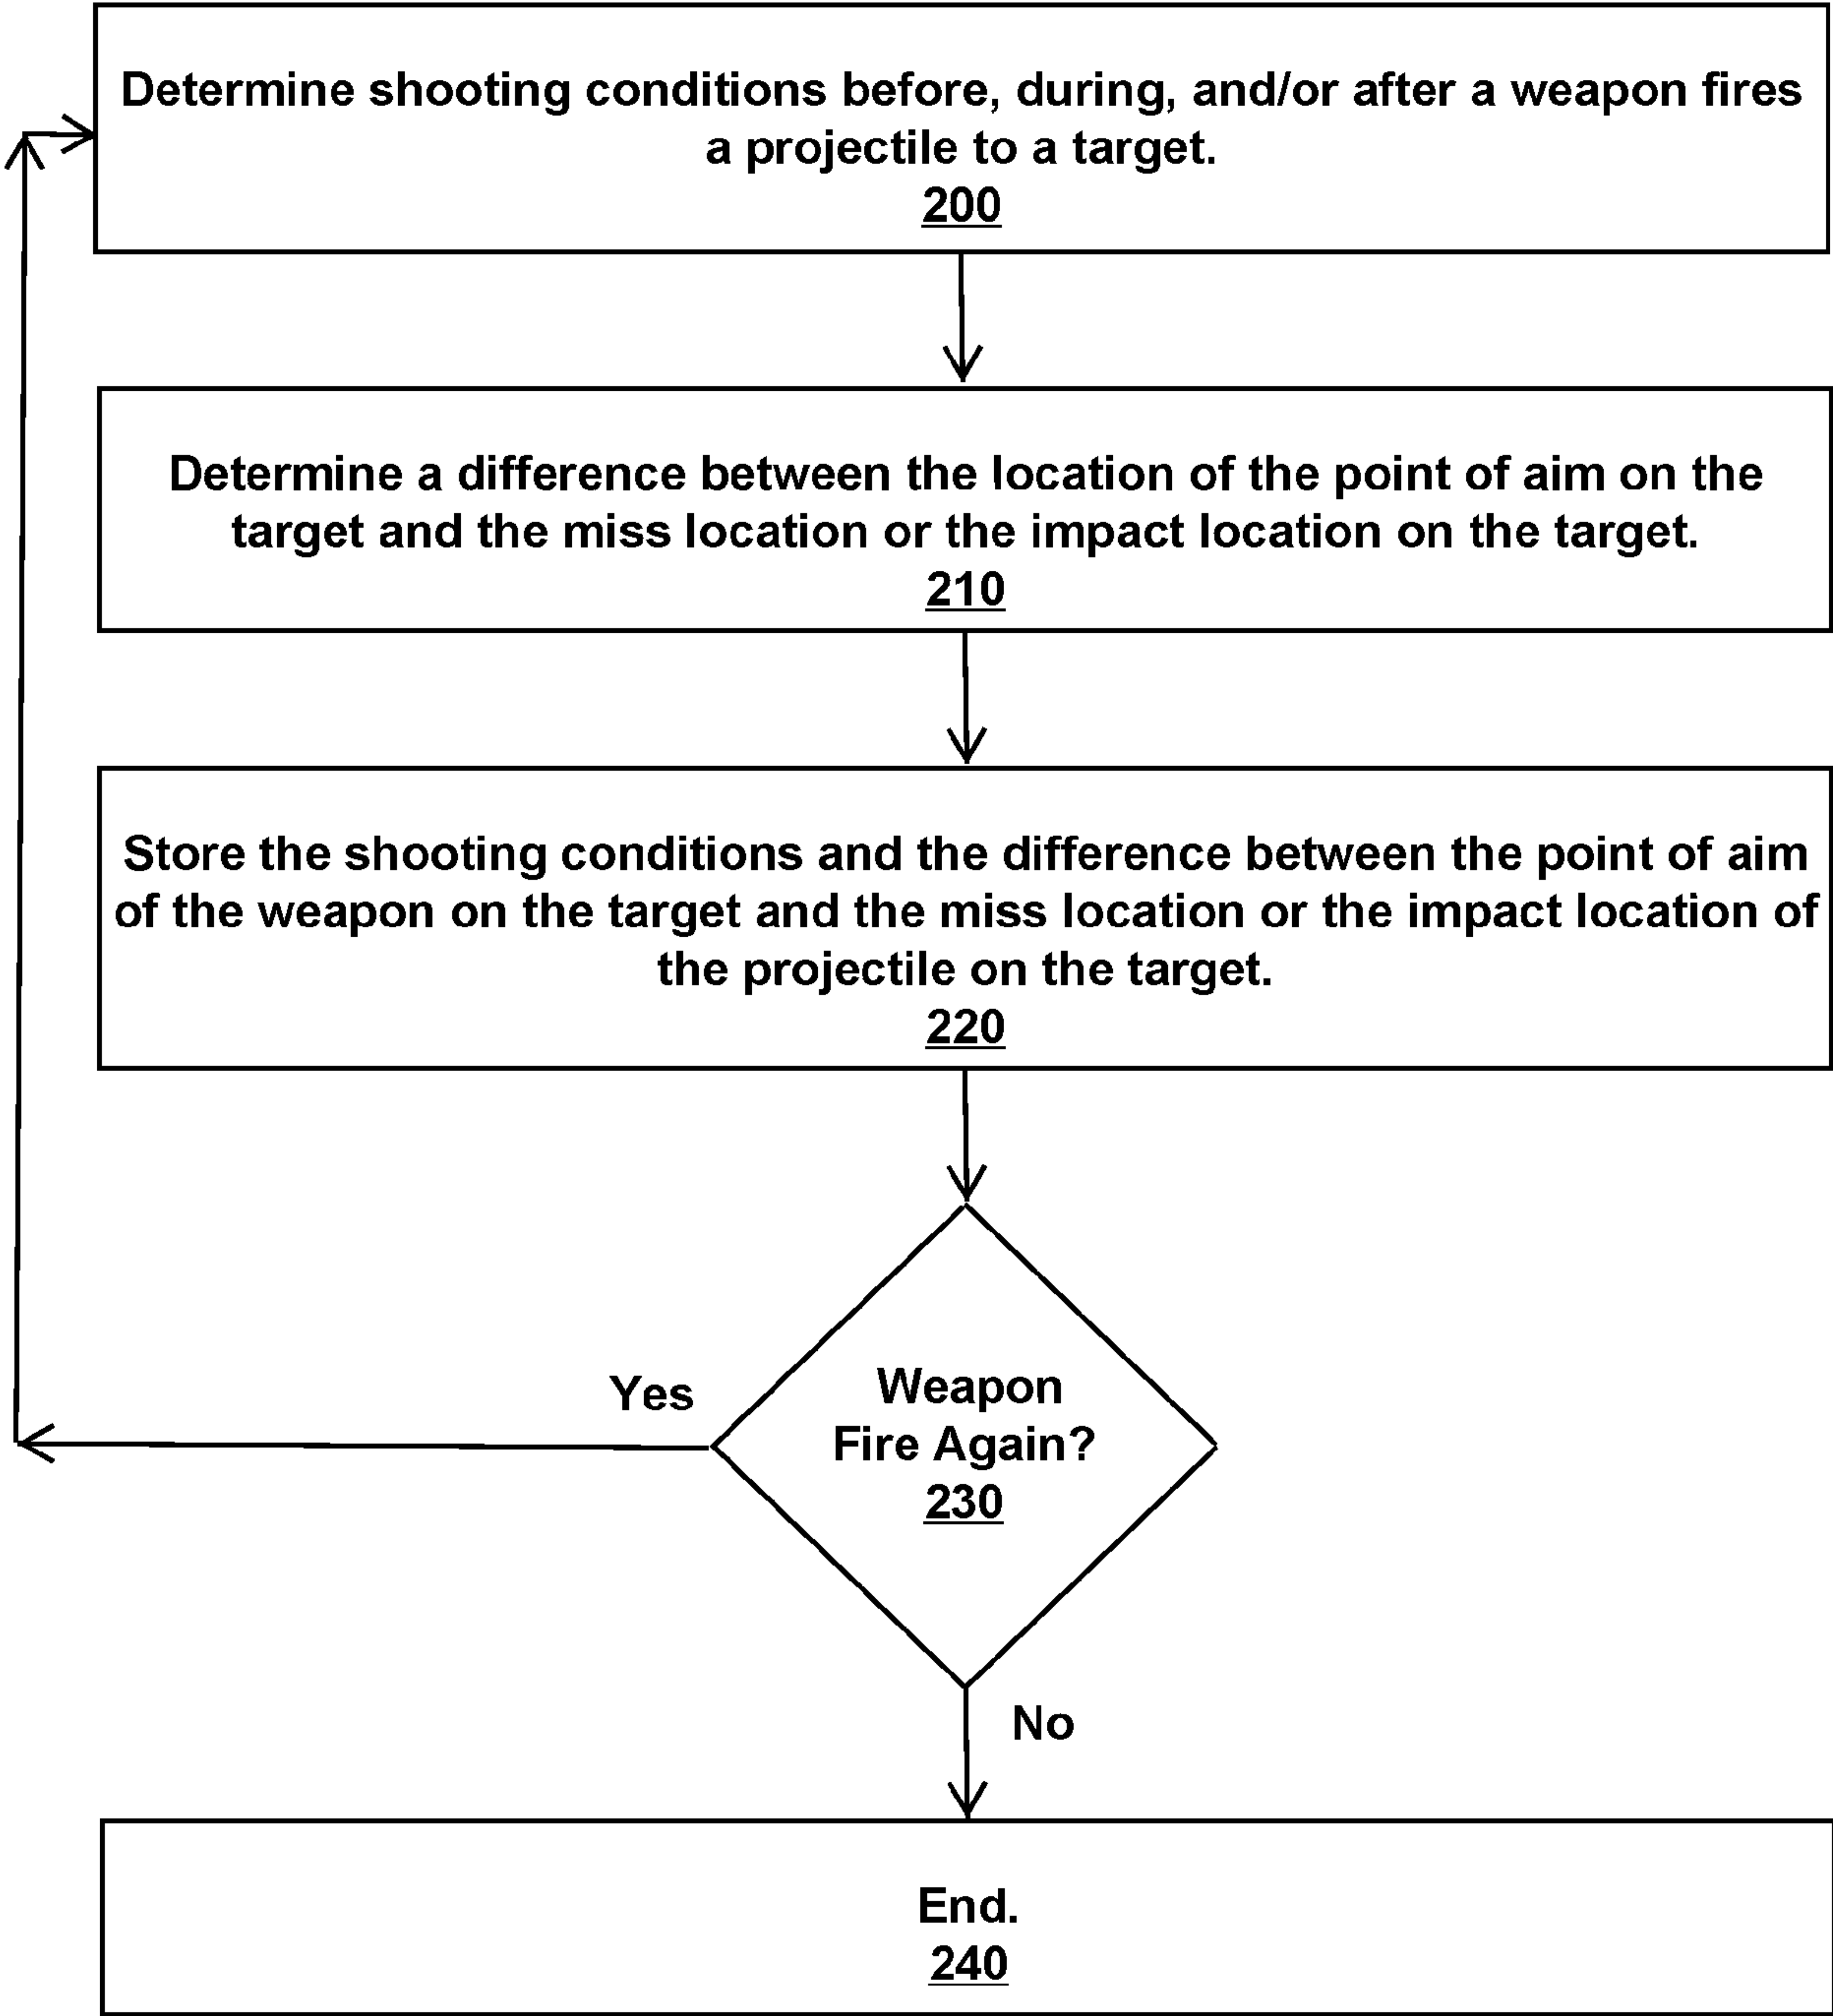 Determine shooting conditions before, during, and/or after a weapon fires
a projectile to a target.
200
Determine a difference between the location of the point of aim on the
target and the miss location or the impact location on the target.
210
Store the shooting conditions and the difference between the point of aim
of the weapon on the target and the miss location or the impact location of
the projectile on the target.
220
Yes
Weapon
Fire Again?
230
No
End.
240